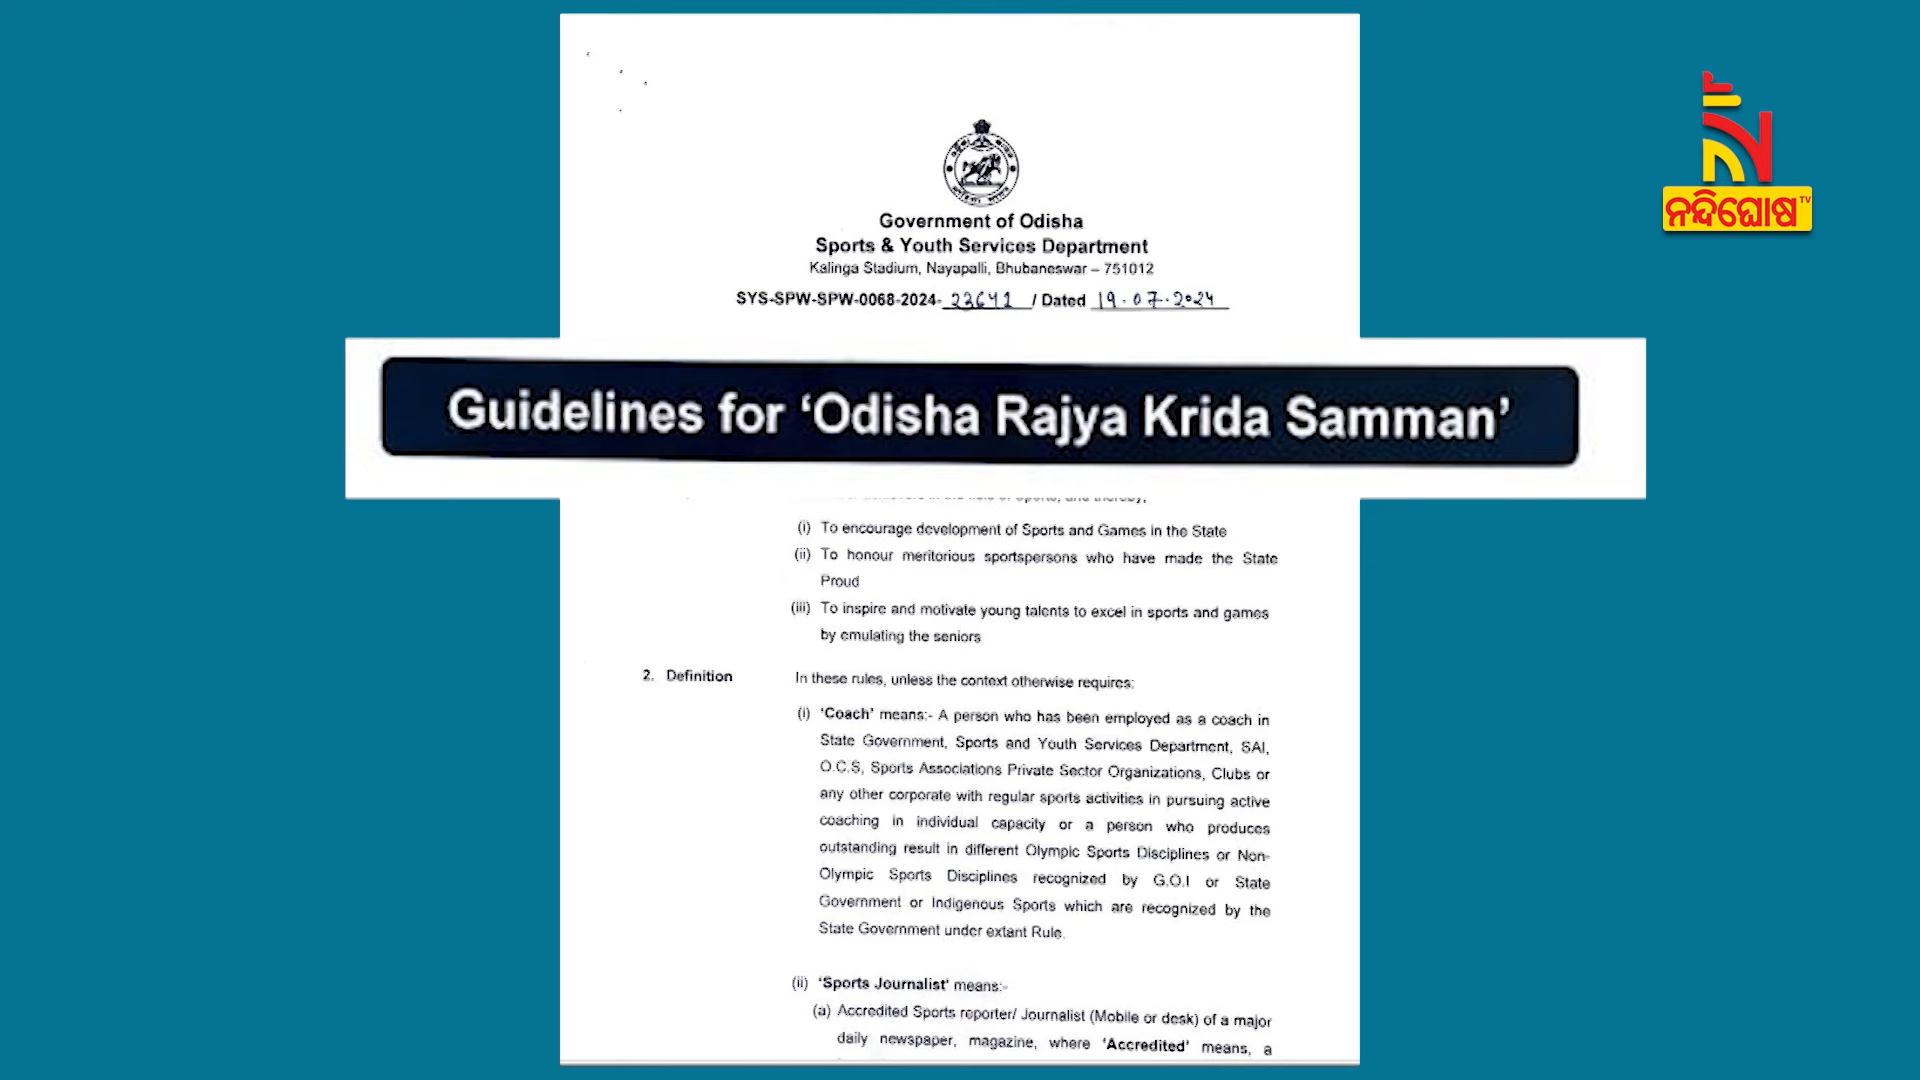 Government of Odisha
Sports & Youth Services Department
Kalinga Stadium, Nayapalli, Bhubaneswar – 751012
SYS-SPW-SPW-0068-2024-23641 / Dated 19.07.2024
ନନ୍ଦିଘୋଷ TV
Guidelines for ‘Odisha Rajya Krida Samman’
achievers in the field of Sports, and thereby,
(i) To encourage development of Sports and Games in the State
(ii) To honour meritorious sportspersons who have made the State
Proud
(iii) To inspire and motivate young talents to excel in sports and games
by emulating the seniors
2. Definition In these rules, unless the context otherwise requires:
(i) ‘Coach’ means:- A person who has been employed as a coach in
State Government, Sports and Youth Services Department, SAI,
O.C.S, Sports Associations Private Sector Organizations, Clubs or
any other corporate with regular sports activities in pursuing active
coaching in individual capacity or a person who produces
outstanding result in different Olympic Sports Disciplines or Non-
Olympic Sports Disciplines recognized by G.O.I or State
Government or Indigenous Sports which are recognized by the
State Government under extant Rule.
(ii) ‘Sports Journalist’ means:-
(a) Accredited Sports reporter/ Journalist (Mobile or desk) of a major
daily newspaper, magazine, where ‘Accredited’ means, a